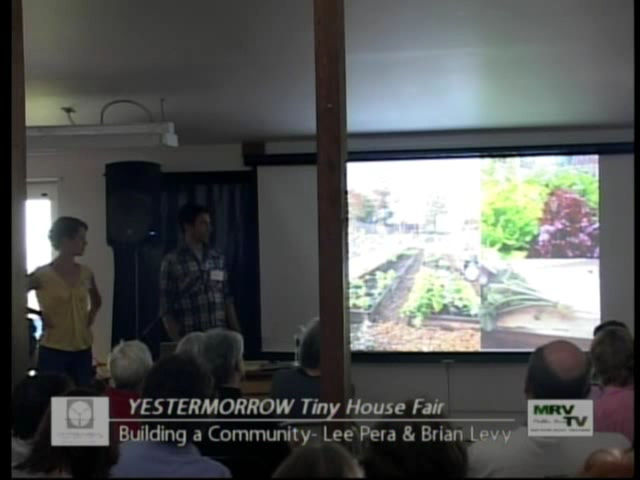 YESTERMORROW Tiny House Fair
Building a Community- Lee Pera & Brian Levy
MRV
TV